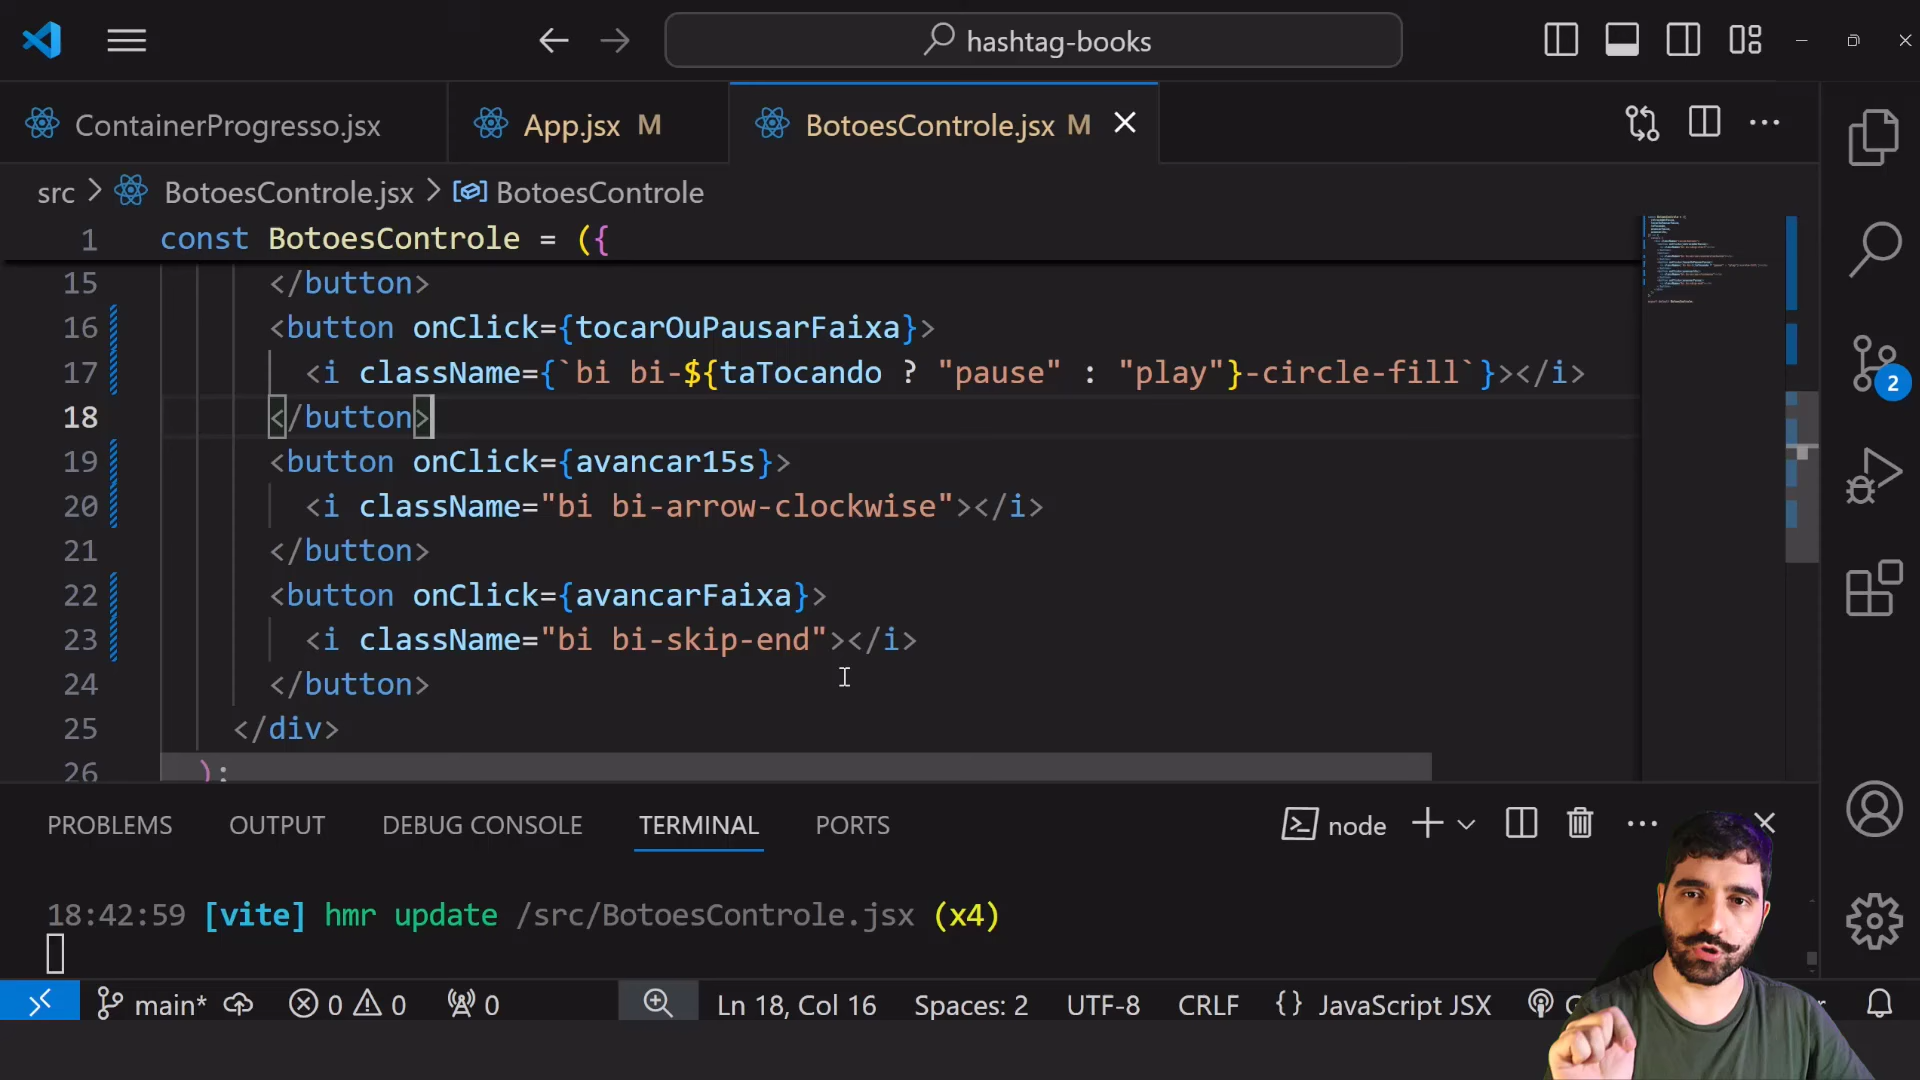 hashtag-books
ContainerProgresso.jsx
App.jsx M
BotoesControle.jsx M
src > BotoesControle.jsx > BotoesControle
1 const BotoesControle = ({
15 </button>
16 <button onClick={tocarOuPausarFaixa}>
17 <i className={`bi bi-${taTocando ? "pause" : "play"}-circle-fill`}></i>
18 </button>
19 <button onClick={avancar15s}>
20 <i className="bi bi-arrow-clockwise"></i>
21 </button>
22 <button onClick={avancarFaixa}>
23 <i className="bi bi-skip-end"></i>
24 </button>
25 </div>
26 );
2
PROBLEMS OUTPUT DEBUG CONSOLE TERMINAL PORTS
node
18:42:59 [vite] hmr update /src/BotoesControle.jsx (x4)
main* 0 0 0 Ln 18, Col 16 Spaces: 2 UTF-8 CRLF {} JavaScript JSX